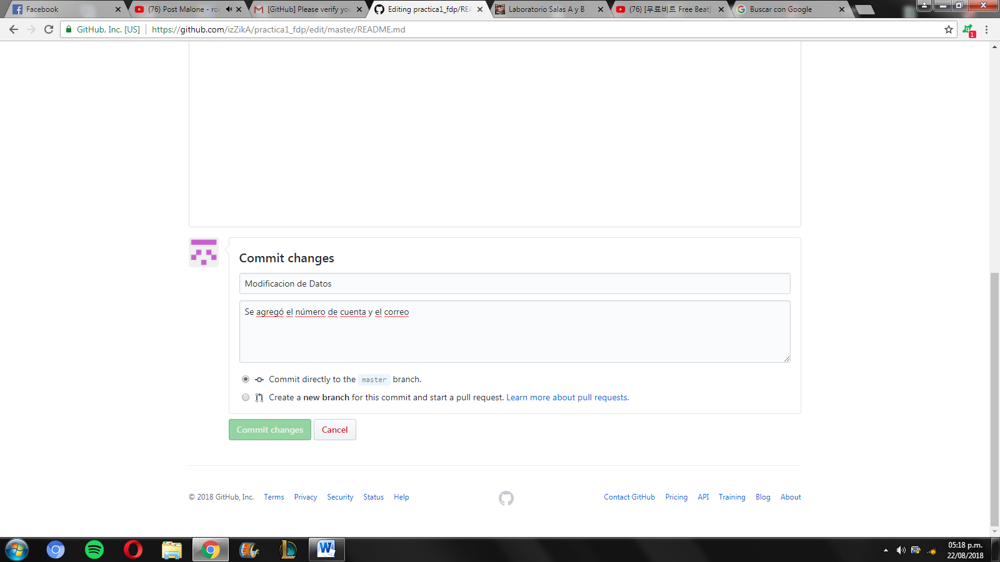 Facebook
(76) Post Malone - ro
[GitHub] Please verify you
Editing practica1_fdp/REA
Laboratorio Salas A y B
(76) [무료비트 Free Beat]
Buscar con Google
GitHub, Inc. [US]
https://github.com/izZikA/practica1_fdp/edit/master/README.md
1
Commit changes
Modificacion de Datos
Se agregó el número de cuenta y el correo
Commit directly to the master branch.
Create a new branch for this commit and start a pull request. Learn more about pull requests.
Commit changes
Cancel
© 2018 GitHub, Inc. Terms Privacy Security Status Help
Contact GitHub Pricing API Training Blog About
05:18 p.m.
22/08/2018